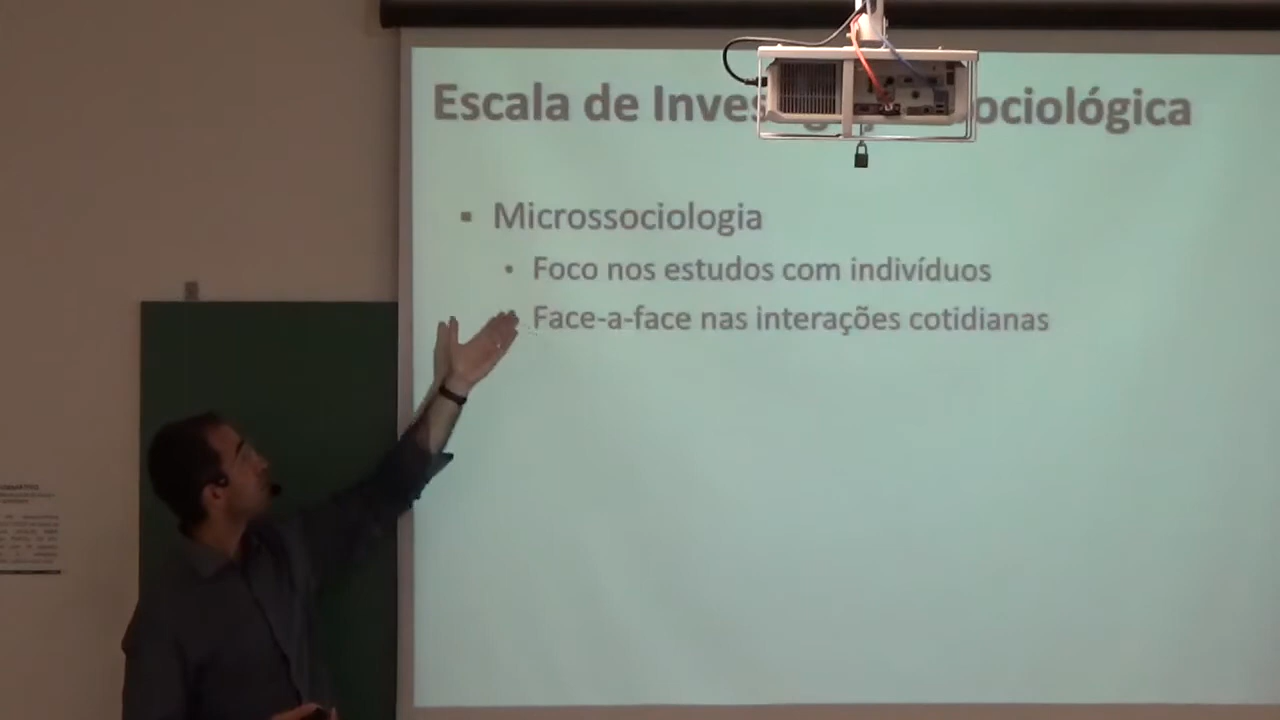 Escala de Inves ociológica
Microssociologia
Foco nos estudos com indivíduos
Face-a-face nas interações cotidianas